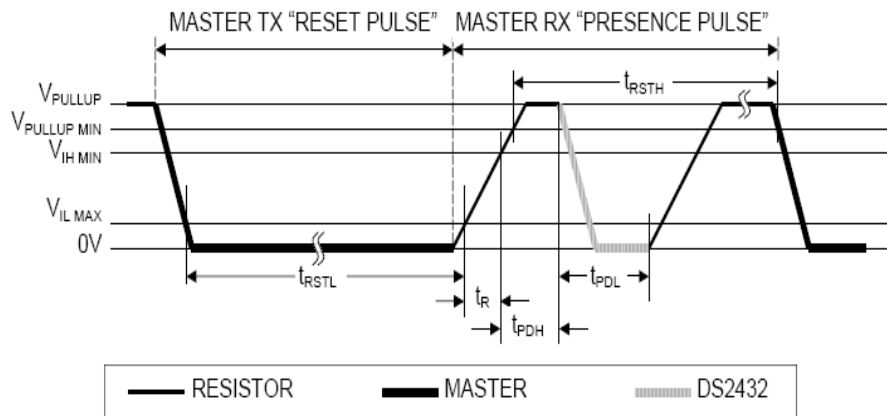 MASTER TX “RESET PULSE” MASTER RX “PRESENCE PULSE”
tRSTH
VPULLUP
VPULLUP MIN
VIH MIN
VIL MAX
0V
tRSTL
tPDL
tR
tPDH
RESISTOR MASTER DS2432